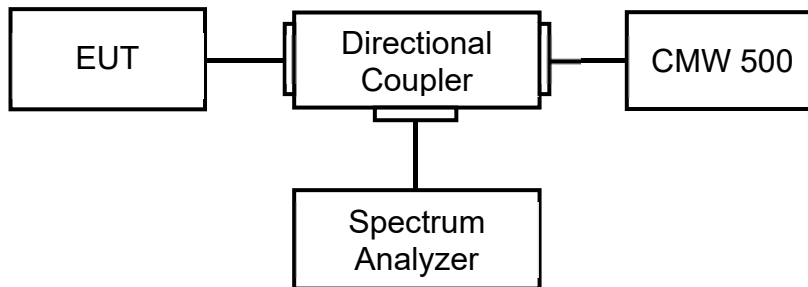 EUT
Directional
Coupler
CMW 500
Spectrum
Analyzer